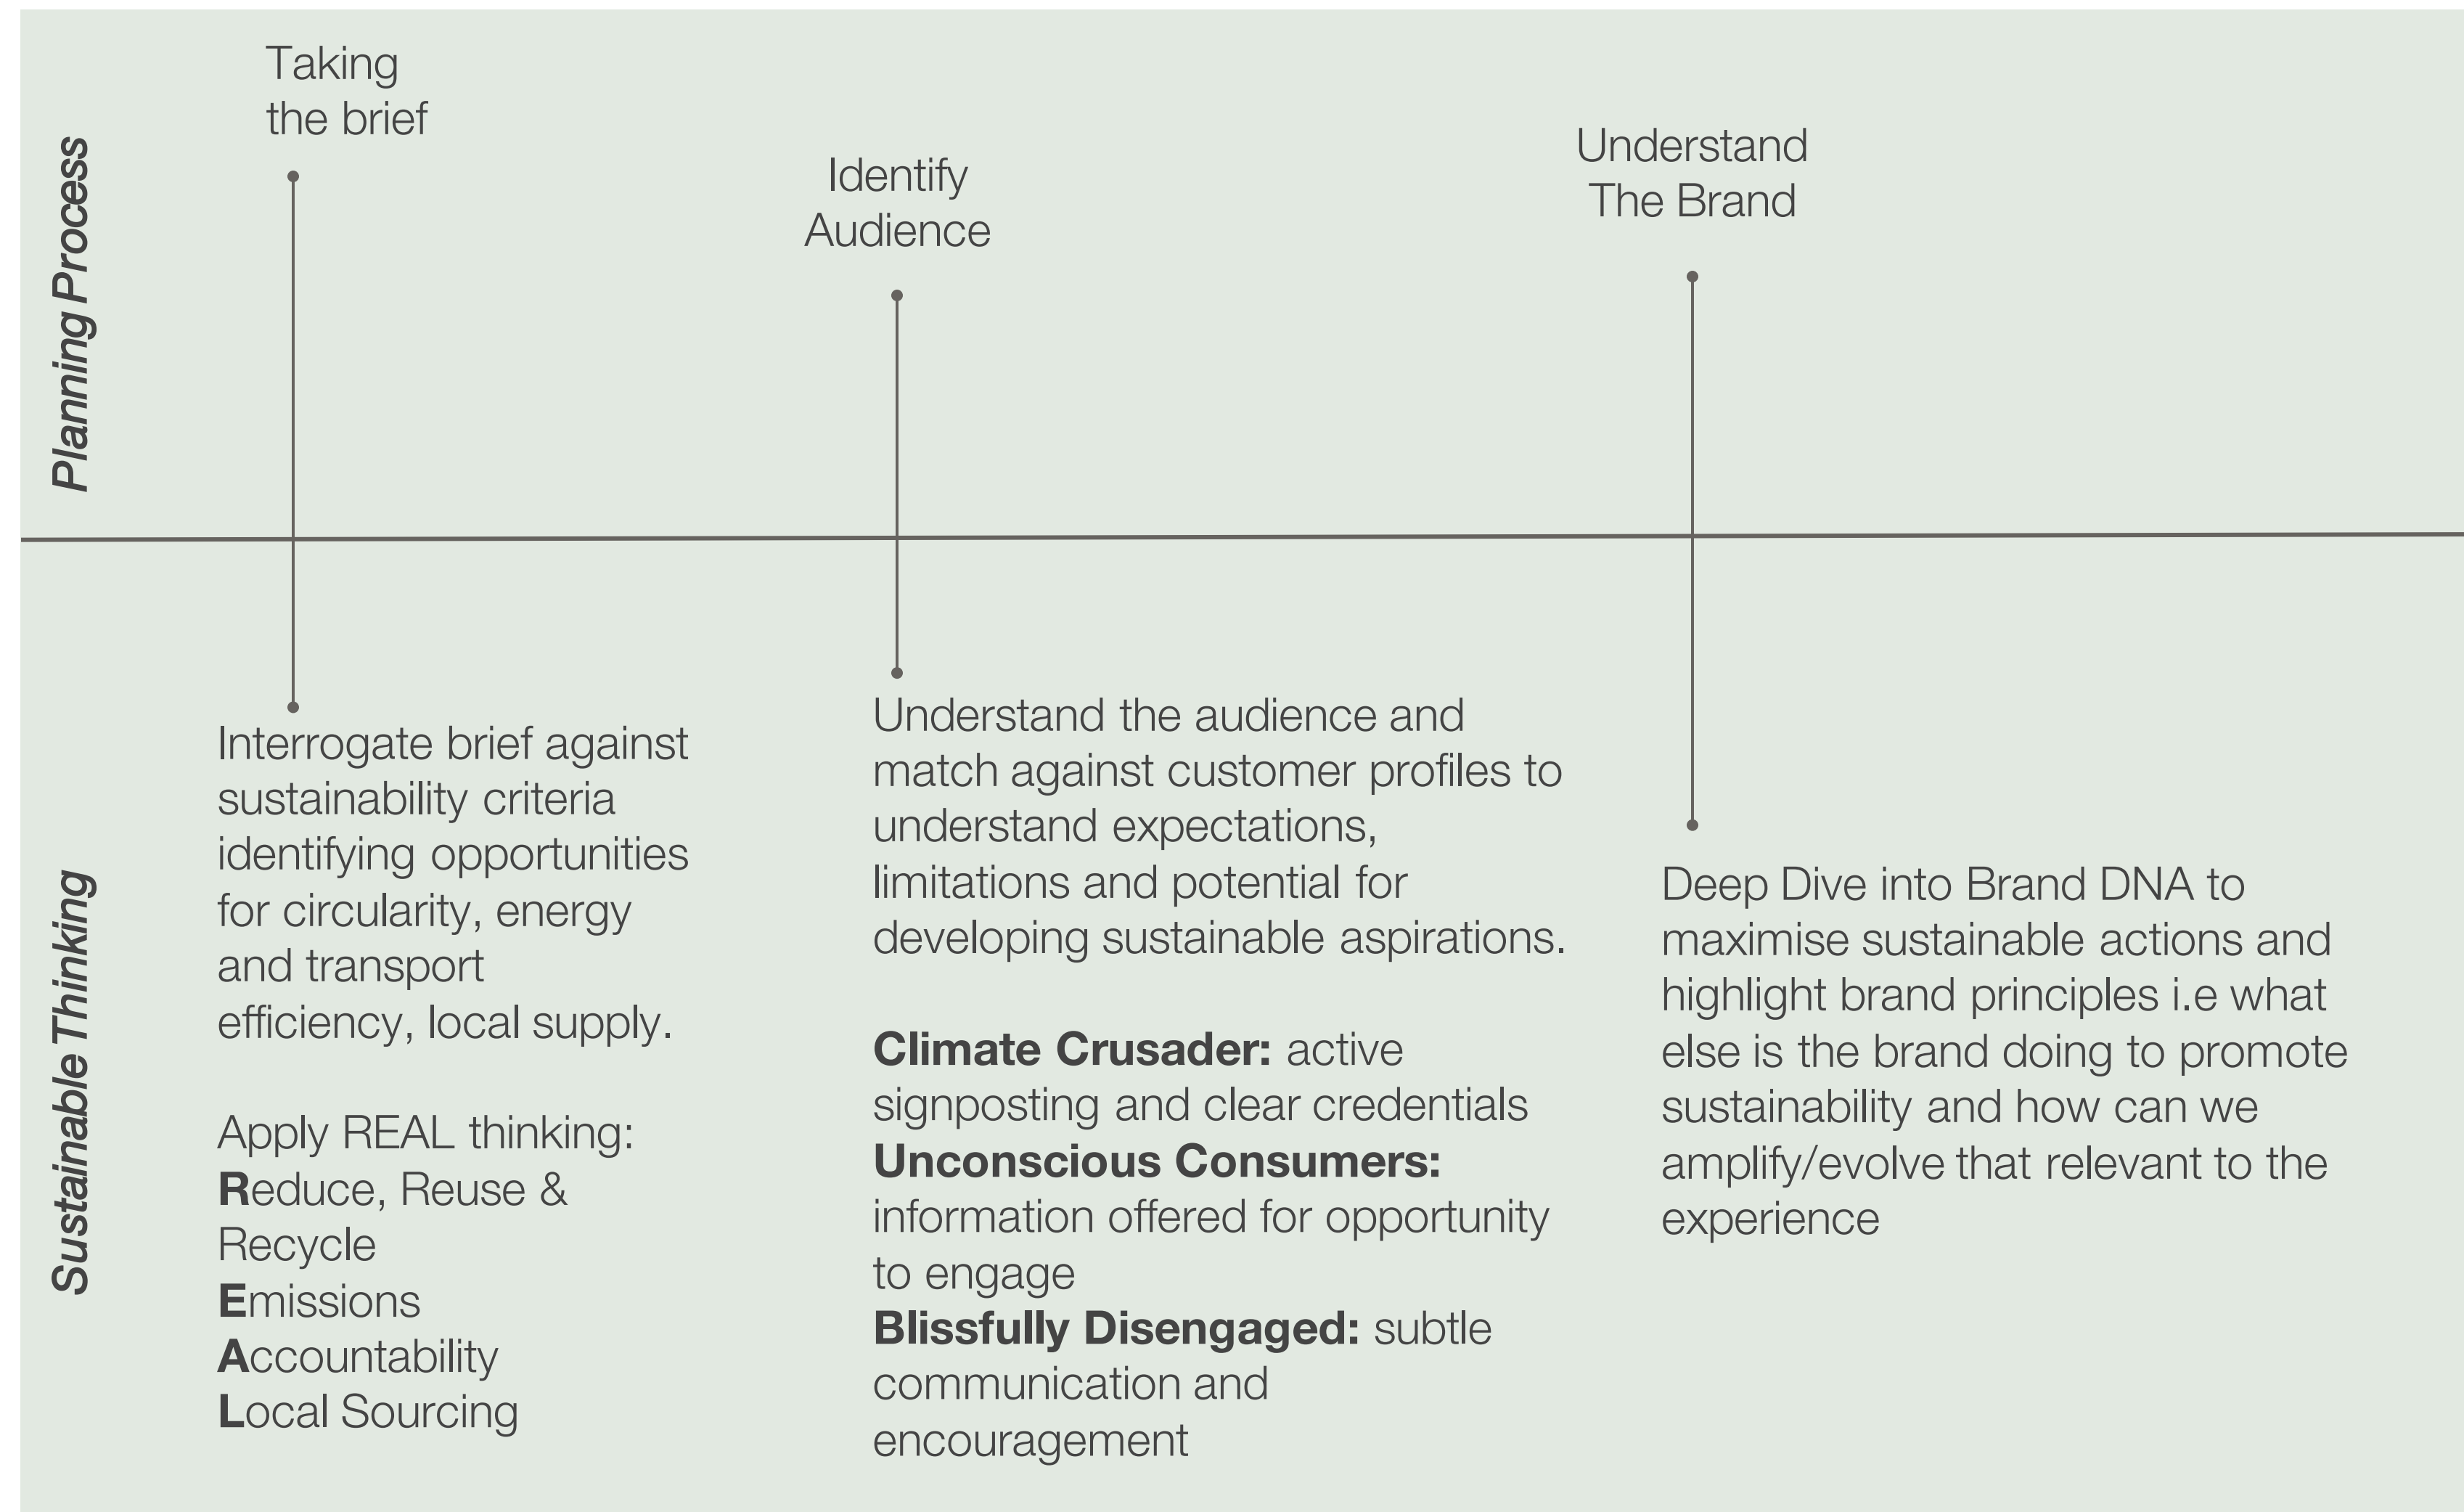 Planning Process
Taking
the brief
Identify
Audience
Understand
The Brand
Sustainable Thinking
Interrogate brief against
sustainability criteria
identifying opportunities
for circularity, energy
and transport
efficiency, local supply.
Apply REAL thinking:
Reduce, Reuse &
Recycle
Emissions
Accountability
Local Sourcing
Understand the audience and
match against customer profiles to
understand expectations,
limitations and potential for
developing sustainable aspirations.
Climate Crusader: active
signposting and clear credentials
Unconscious Consumers:
information offered for opportunity
to engage
Blissfully Disengaged: subtle
communication and
encouragement
Deep Dive into Brand DNA to
maximise sustainable actions and
highlight brand principles i.e what
else is the brand doing to promote
sustainability and how can we
amplify/evolve that relevant to the
experience